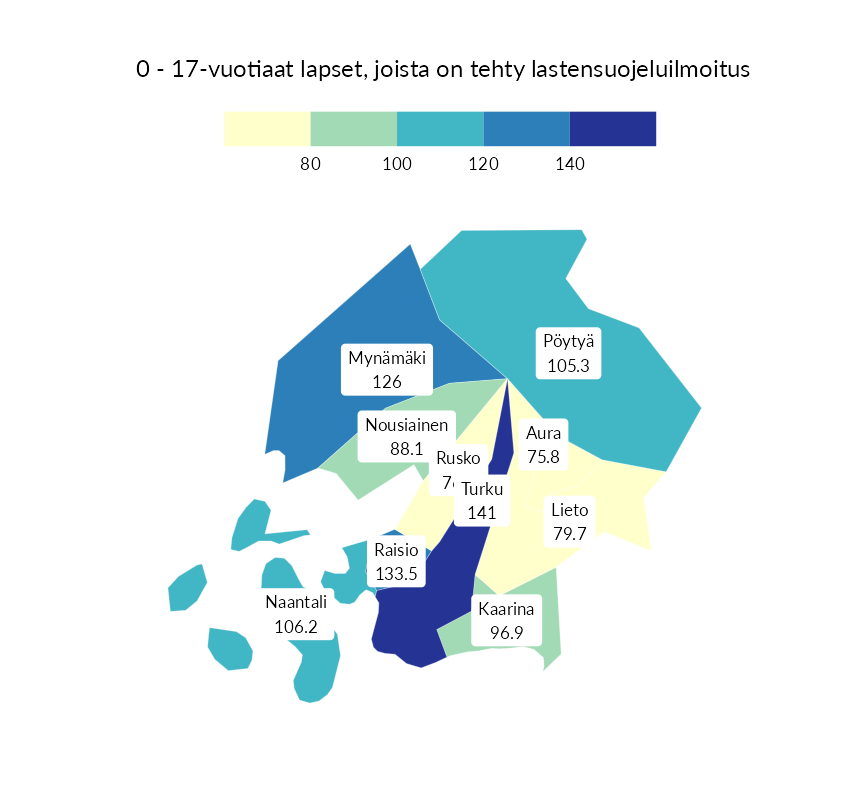 0 - 17-vuotiaat lapset, joista on tehty lastensuojeluilmoitus
80 100 120 140
Pöytyä
105.3
Mynämäki
126
Nousiainen
88.1
Aura
75.8
Rusko
Turku
141
Lieto
79.7
Raisio
133.5
Naantali
106.2
Kaarina
96.9